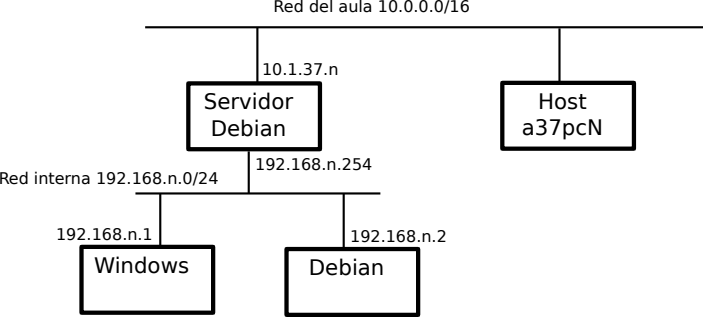 Red del aula 10.0.0.0/16
10.1.37.n
Servidor
Debian
Host
a37pcN
192.168.n.254
Red interna 192.168.n.0/24
192.168.n.1
192.168.n.2
Windows
Debian